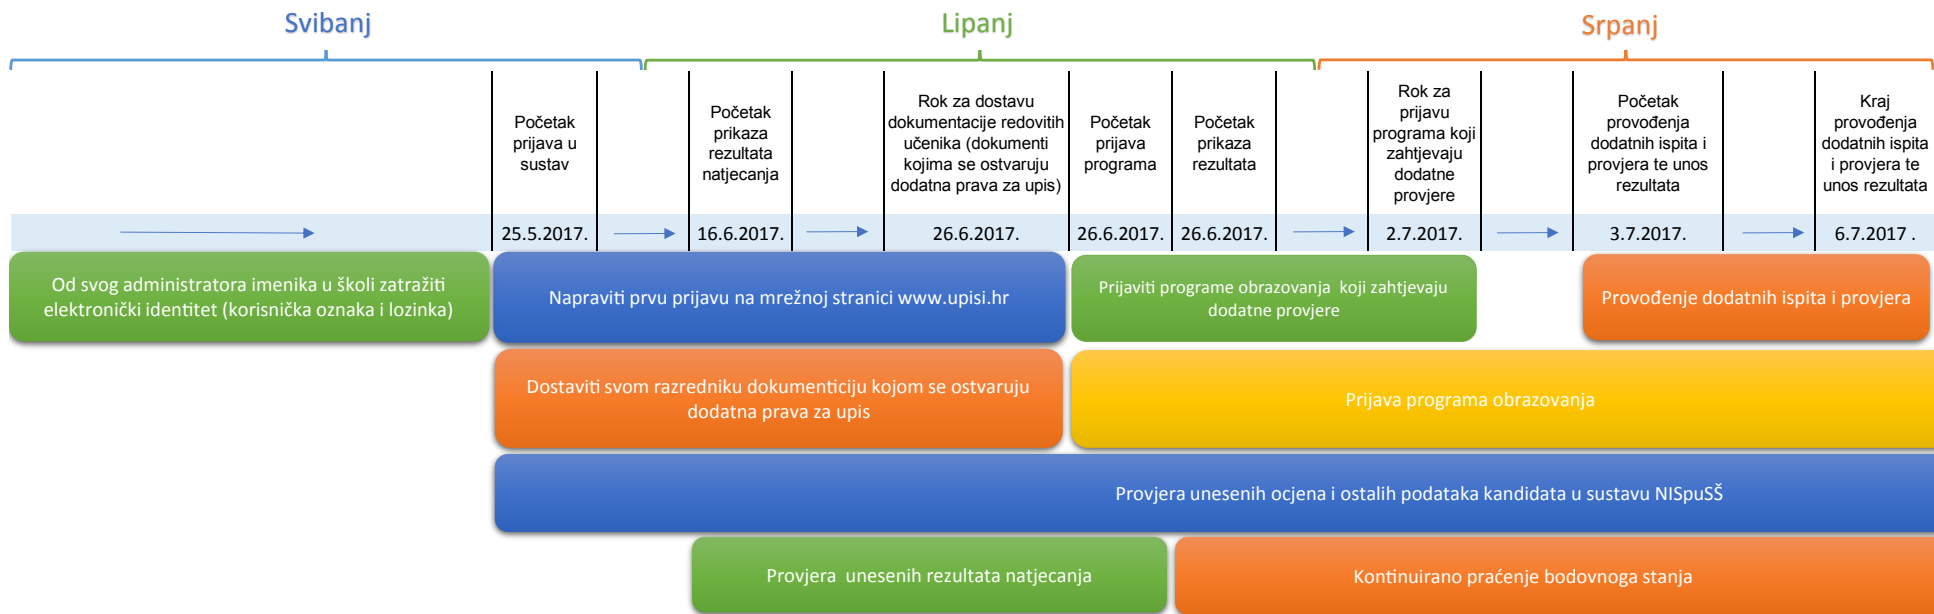 Svibanj
Lipanj
Srpanj
Početak
prijava u
sustav
Početak
prikaza
rezultata
natjecanja
Rok za dostavu
dokumentacije redovitih
učenika (dokumenti
kojima se ostvaruju
dodatna prava za upis)
Početak
prijava
programa
Početak
prikaza
rezultata
Rok za
prijavu
programa koji
zahtjevaju
dodatne
provjere
Početak
provođenja
dodatnih ispita i
provjera te unos
rezultata
Kraj
provođenja
dodatnih ispita
i provjera te
unos rezultata
25.5.2017.
16.6.2017.
26.6.2017.
26.6.2017.
26.6.2017.
2.7.2017.
3.7.2017.
6.7.2017 .
Od svog administratora imenika u školi zatražiti
elektronički identitet (korisnička oznaka i lozinka)
Napraviti prvu prijavu na mrežnoj stranici www.upisi.hr
Prijaviti programe obrazovanja  koji zahtjevaju
dodatne provjere
Provođenje dodatnih ispita i provjera
Dostaviti svom razredniku dokumenticiju kojom se ostvaruju
dodatna prava za upis
Prijava programa obrazovanja
Provjera unesenih ocjena i ostalih podataka kandidata u sustavu NISpuSŠ
Provjera  unesenih rezultata natjecanja
Kontinuirano praćenje bodovnoga stanja